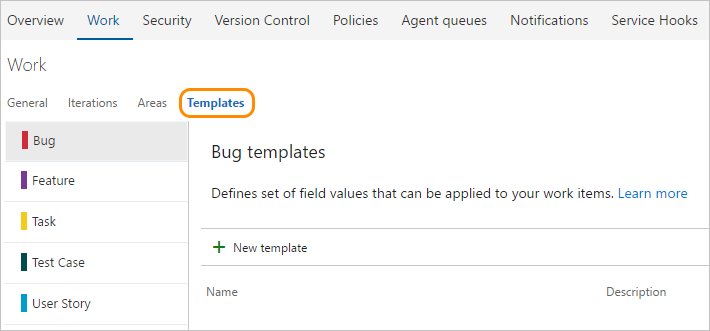 Overview Work Security Version Control Policies Agent queues Notifications Service Hooks
Work
General Iterations Areas Templates
Bug
Feature
Task
Test Case
User Story
Bug templates
Defines set of field values that can be applied to your work items. Learn more
+ New template
Name Description